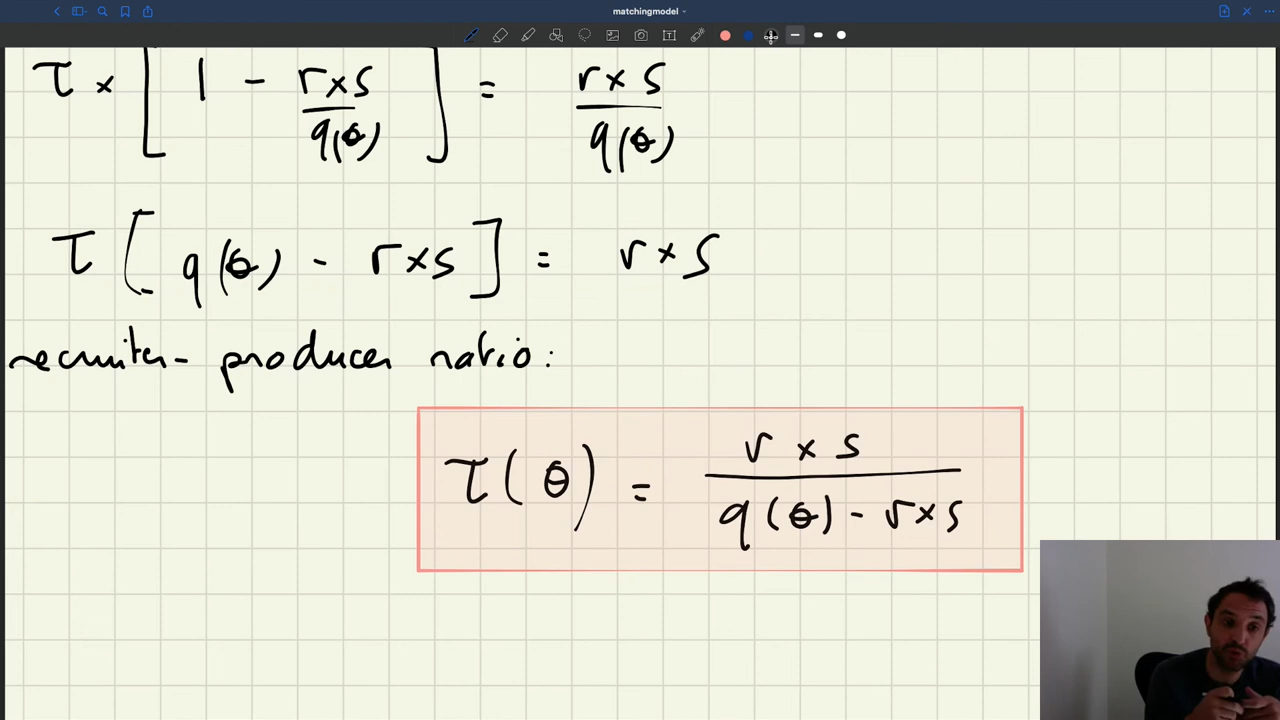 matchingmodel
τ × [ 1 - r×s / q(θ) ] = r×s / q(θ)
τ [ q(θ) - r×s ] = r×s
recruiter-producer ratio:
τ(θ) = r×s / q(θ) - r×s